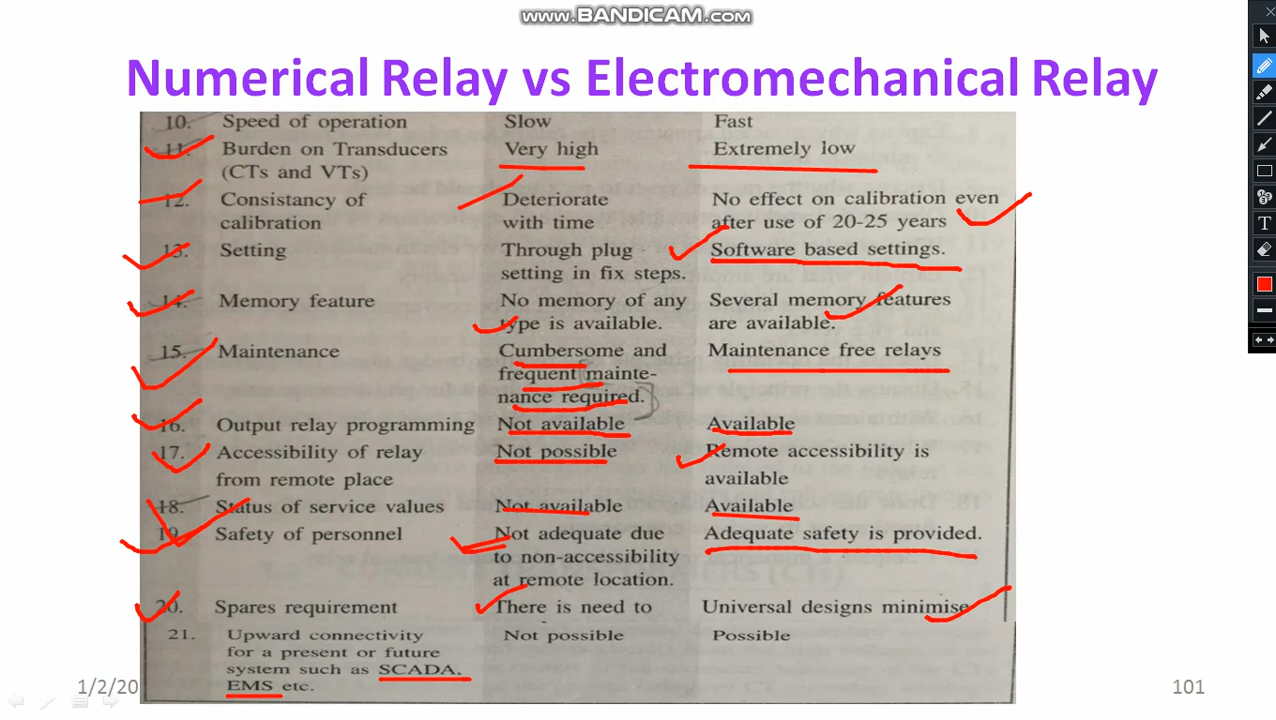 www.BANDICAM.com
Numerical Relay vs Electromechanical Relay
10. Speed of operation Slow Fast
11. Burden on Transducers Very high Extremely low
(CTs and VTs)
12. Consistancy of Deteriorate No effect on calibration even
calibration with time after use of 20-25 years
13. Setting Through plug Software based settings.
setting in fix steps.
14. Memory feature No memory of any Several memory features
type is available. are available.
15. Maintenance Cumbersome and Maintenance free relays
frequent mainte-
nance required.
16. Output relay programming Not available Available
17. Accessibility of relay Not possible Remote accessibility is
from remote place available
18. Status of service values Not available Available
19. Safety of personnel Not adequate due Adequate safety is provided.
to non-accessibility
at remote location.
20. Spares requirement There is need to Universal designs minimise
21. Upward connectivity Not possible Possible
for a present or future
system such as SCADA,
EMS etc.
1/2/20
101